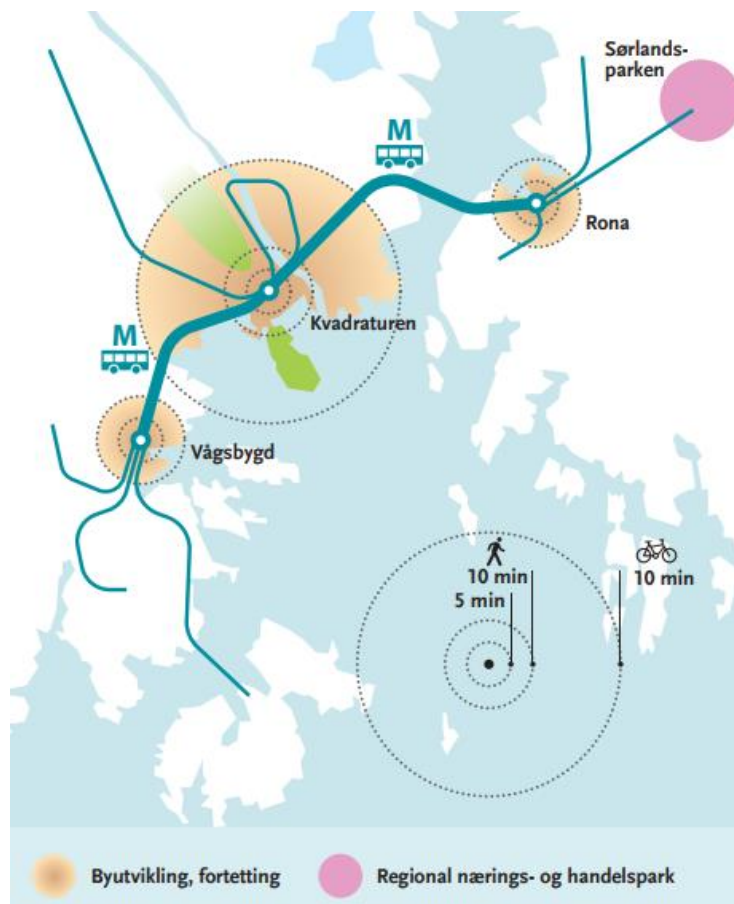 Sørlands-
parken
M
Rona
Kvadraturen
M
Vågsbygd
10 min
5 min
10 min
Byutvikling, fortetting
Regional nærings- og handelspark